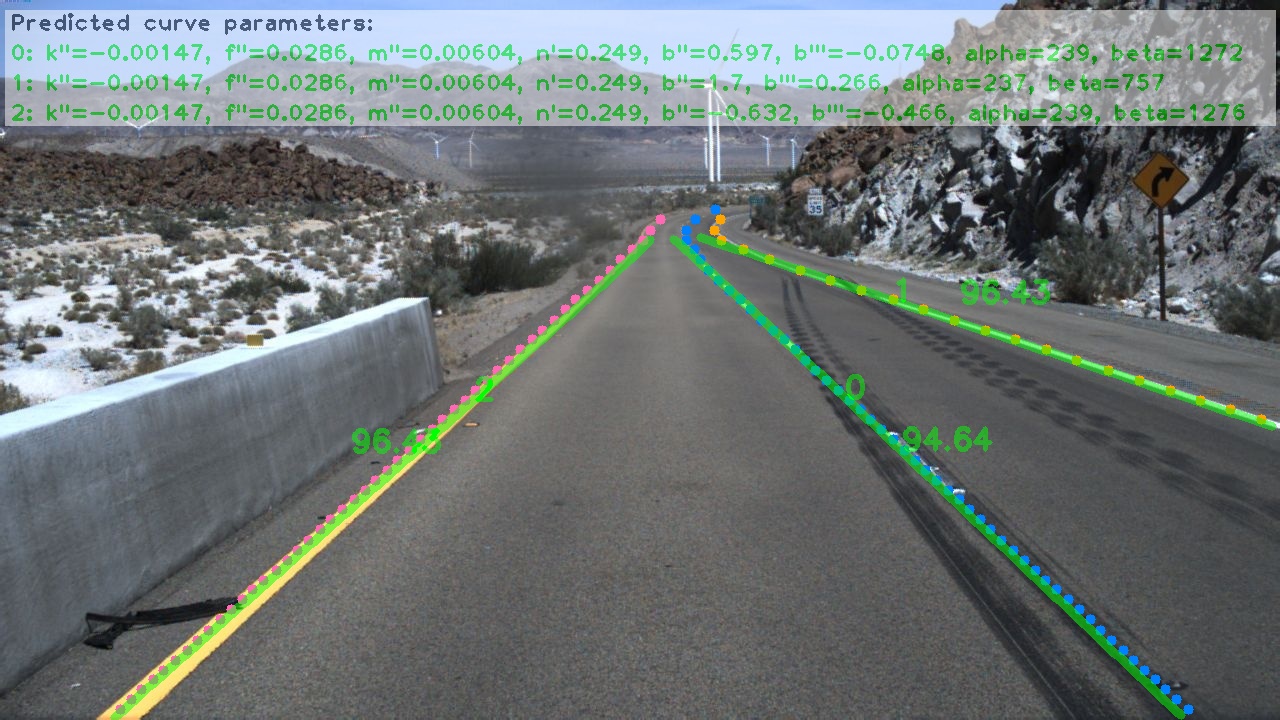 Predicted curve parameters:
0: k''=-0.00147, f''=0.0286, m''=0.00604, n'=0.249, b''=0.597, b'''=-0.0748, alpha=239, beta=1272
1: k''=-0.00147, f''=0.0286, m''=0.00604, n'=0.249, b''=1.7, b'''=0.266, alpha=237, beta=757
2: k''=-0.00147, f''=0.0286, m''=0.00604, n'=0.249, b''=-0.632, b'''=-0.466, alpha=239, beta=1276
SPEED
LIMIT
35
1 96.43
2 0
96.43 94.64